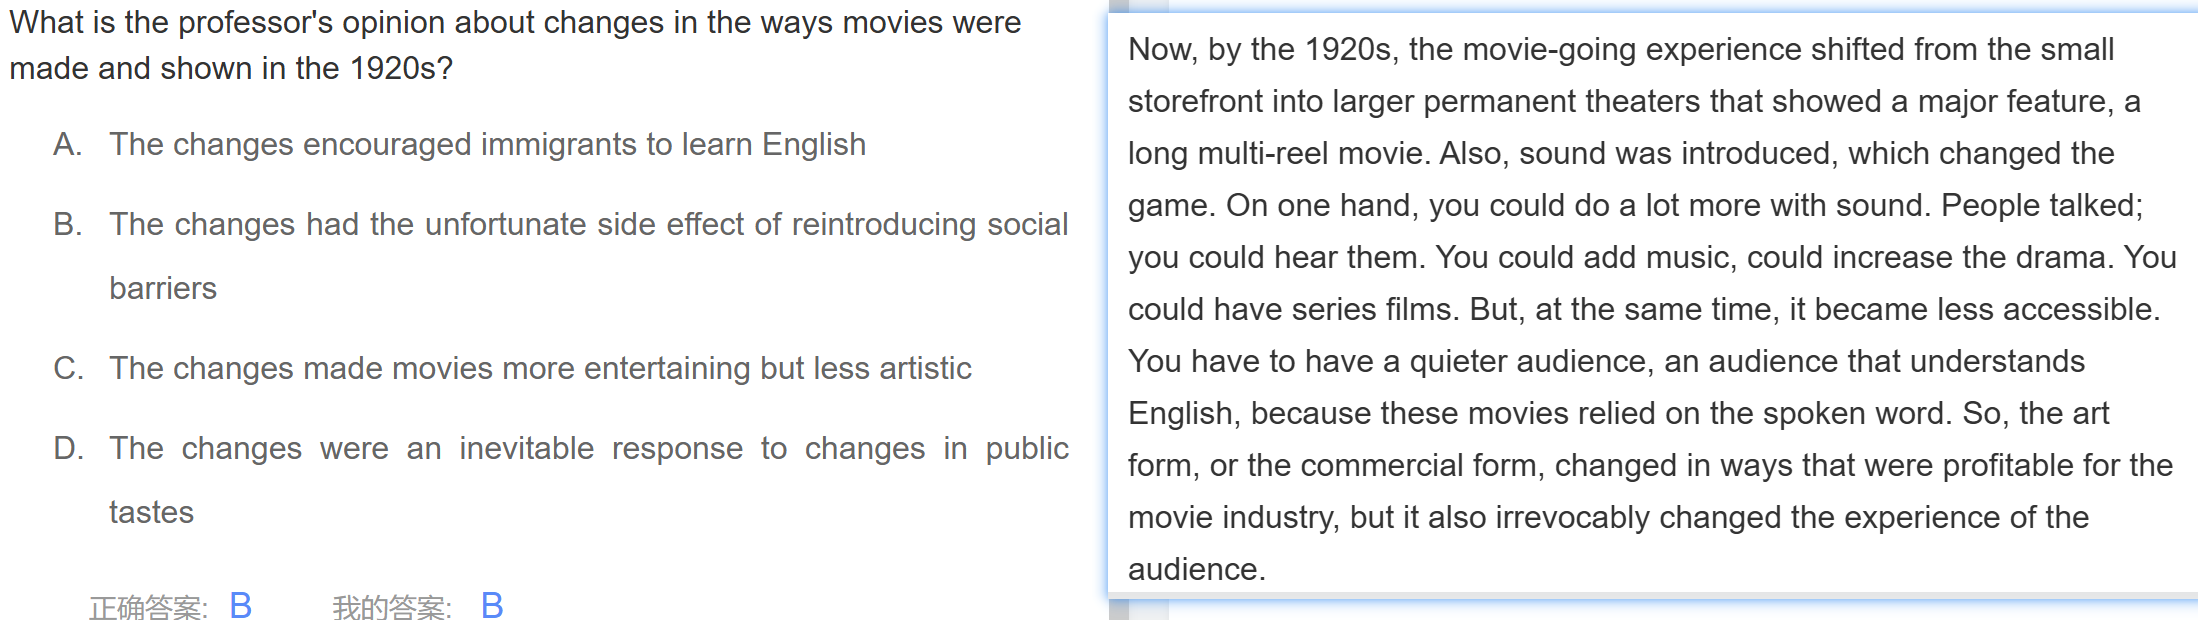 What is the professor's opinion about changes in the ways movies were
made and shown in the 1920s?
A. The changes encouraged immigrants to learn English
B. The changes had the unfortunate side effect of reintroducing social
barriers
C. The changes made movies more entertaining but less artistic
D. The changes were an inevitable response to changes in public
tastes
正确答案: B 我的答案: B
Now, by the 1920s, the movie-going experience shifted from the small
storefront into larger permanent theaters that showed a major feature, a
long multi-reel movie. Also, sound was introduced, which changed the
game. On one hand, you could do a lot more with sound. People talked;
you could hear them. You could add music, could increase the drama. You
could have series films. But, at the same time, it became less accessible.
You have to have a quieter audience, an audience that understands
English, because these movies relied on the spoken word. So, the art
form, or the commercial form, changed in ways that were profitable for the
movie industry, but it also irrevocably changed the experience of the
audience.